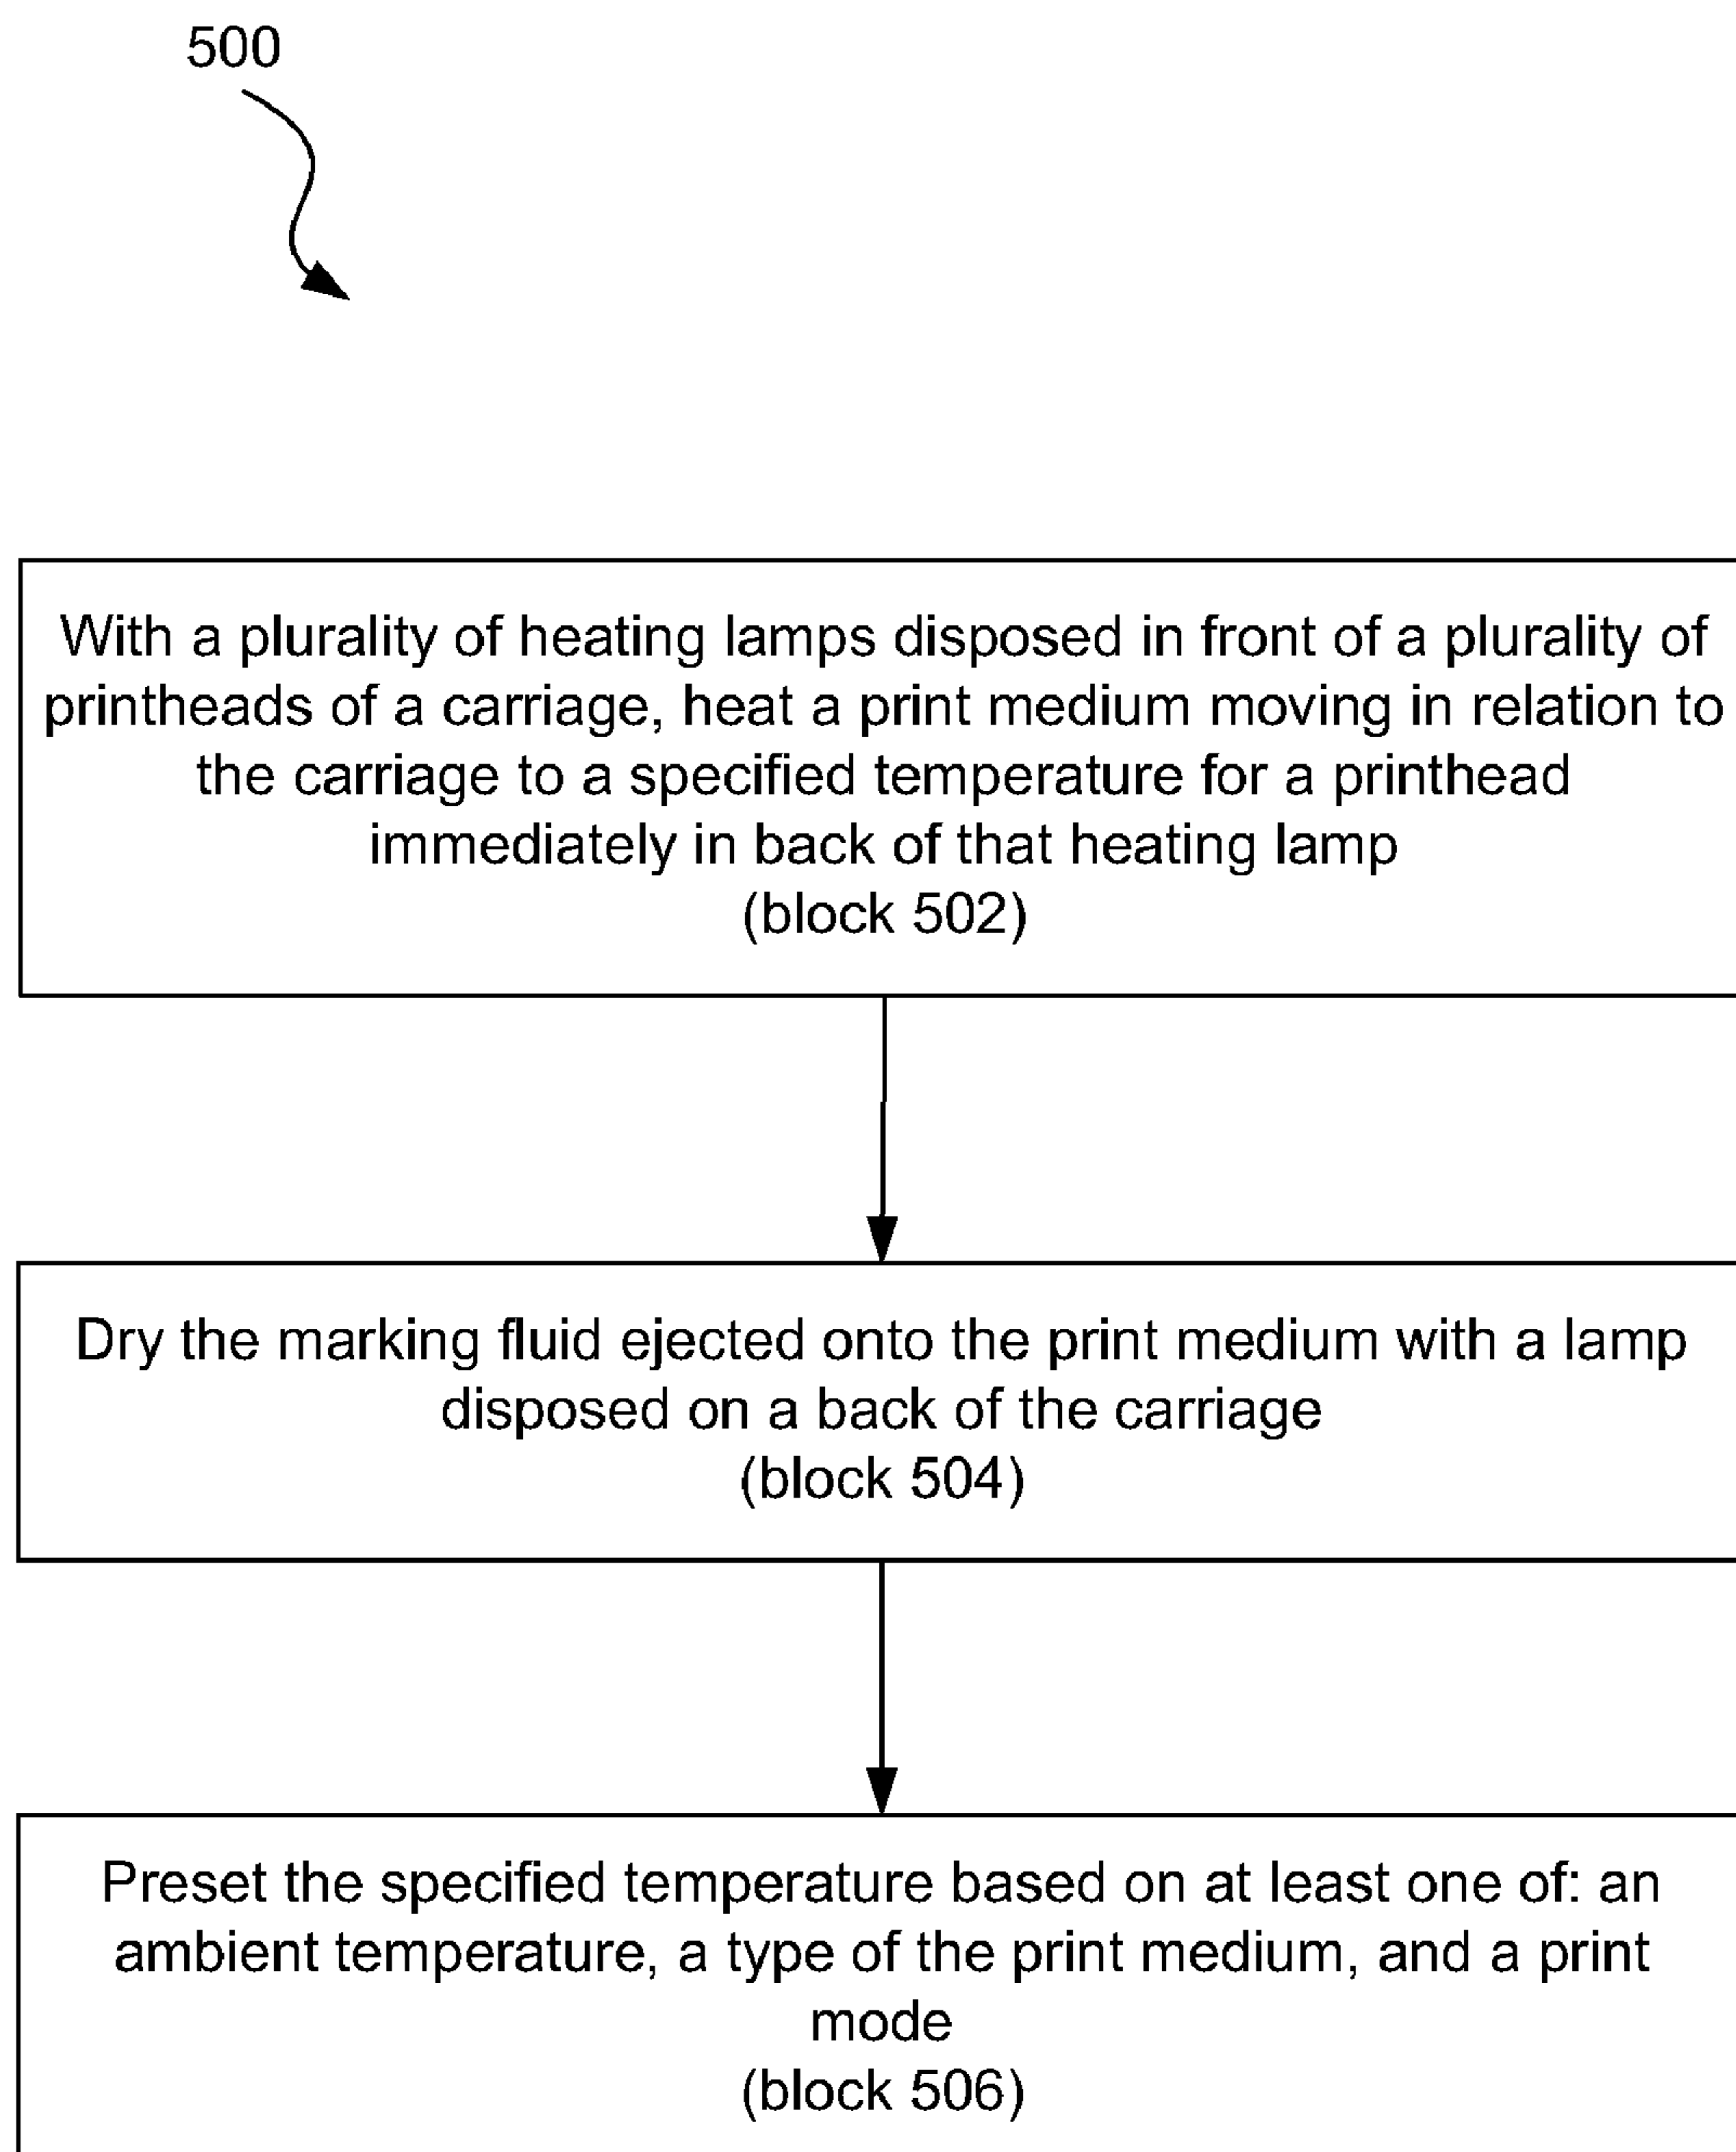 500
With a plurality of heating lamps disposed in front of a plurality of
printheads of a carriage, heat a print medium moving in relation to
the carriage to a specified temperature for a printhead
immediately in back of that heating lamp
(block 502)
Dry the marking fluid ejected onto the print medium with a lamp
disposed on a back of the carriage
(block 504)
Preset the specified temperature based on at least one of: an
ambient temperature, a type of the print medium, and a print
mode
(block 506)